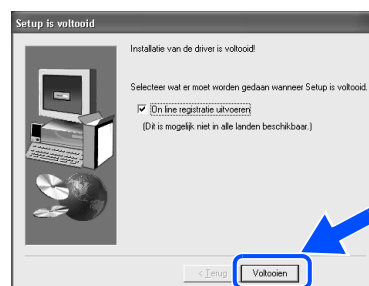 Setup is voltooid
Installatie van de driver is voltooid!
Selecteer wat er moet worden gedaan wanneer Setup is voltooid.
On line registratie uitvoeren
(Dit is mogelijk niet in alle landen beschikbaar.)
< Terug
Voltooien